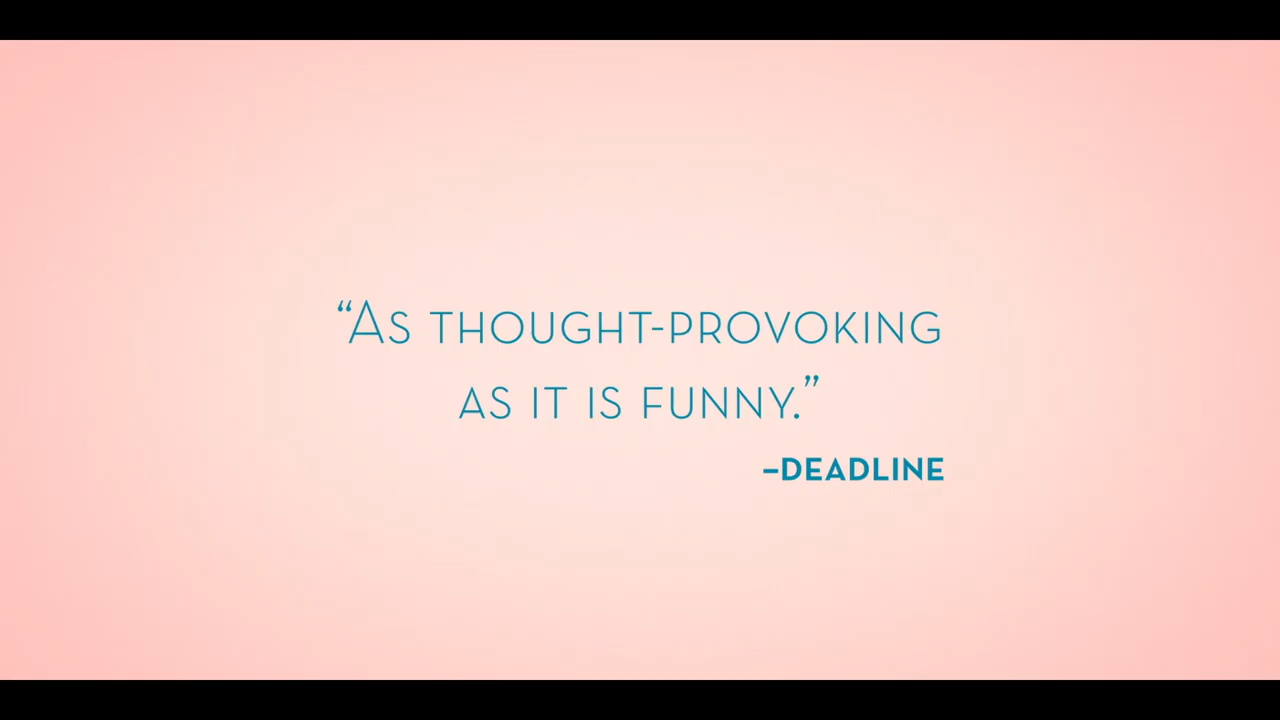 “As THOUGHT-PROVOKING
AS IT IS FUNNY.”
–DEADLINE